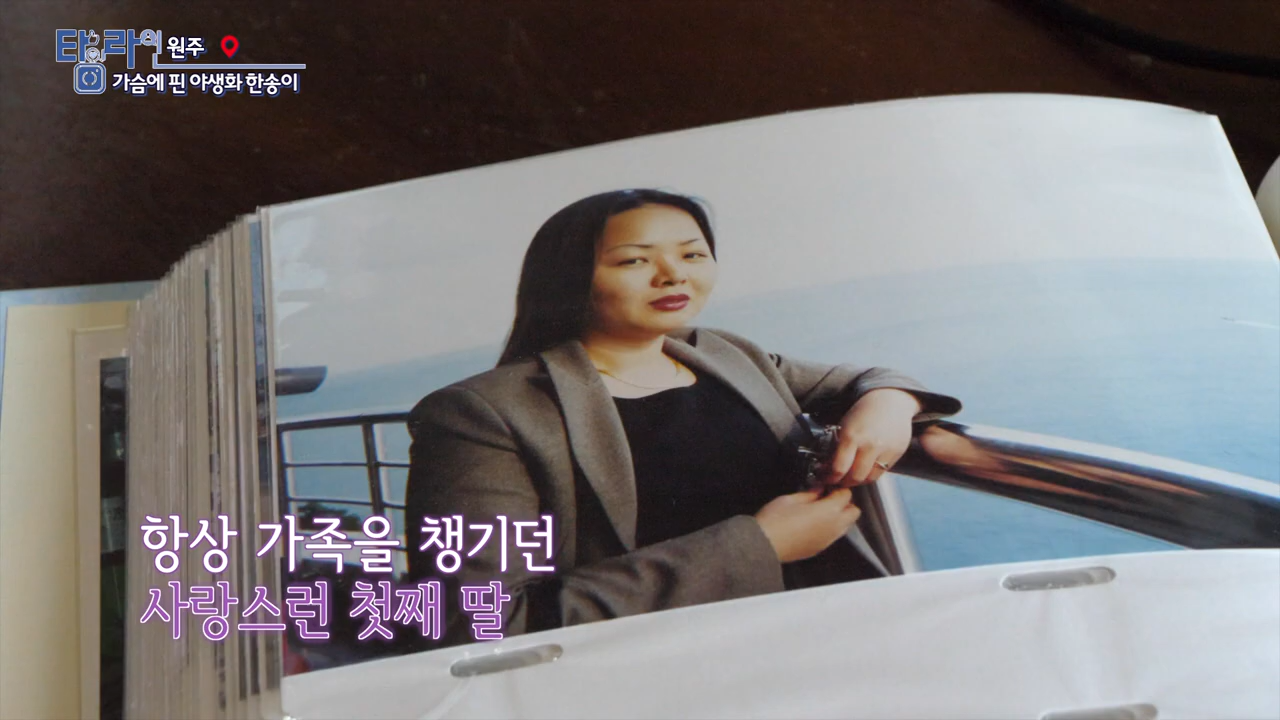 타임라인 원주
가슴에 핀 야생화 한송이
항상 가족을 챙기던
사랑스런 첫째 딸